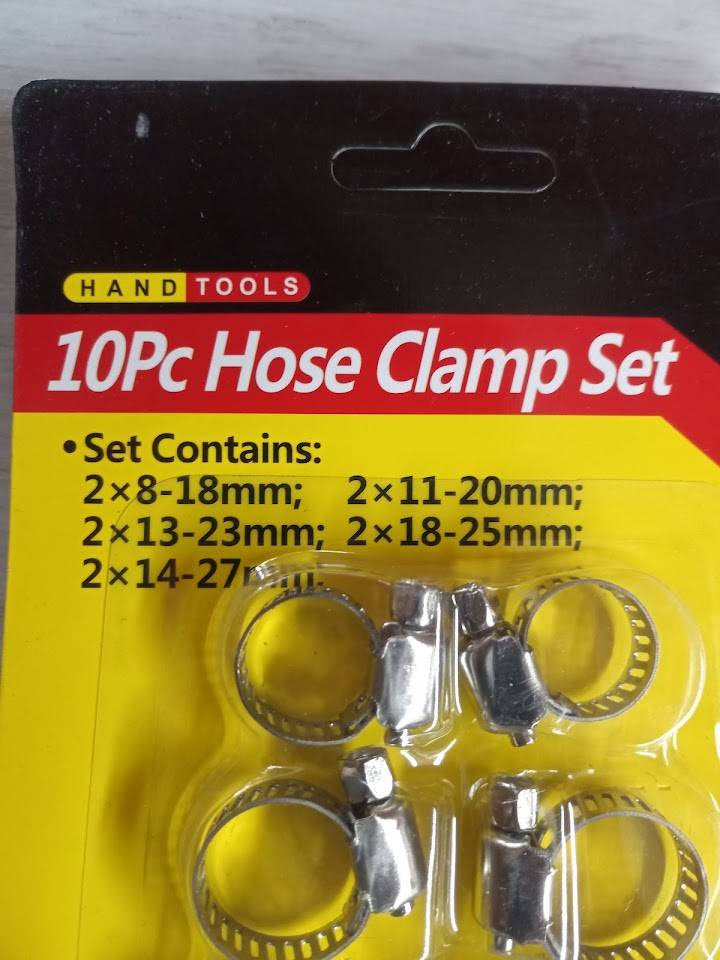 HAND TOOLS
10Pc Hose Clamp Set
•Set Contains:
2×8-18mm; 2×11-20mm;
2×13-23mm; 2×18-25mm;
2×14-27mm.